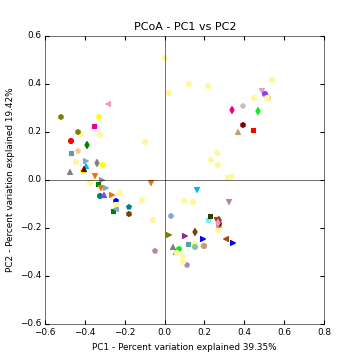 PCoA - PC1 vs PC2
0.6
0.4
0.2
0.0
−0.2
−0.4
−0.6
−0.6 −0.4 −0.2 0.0 0.2 0.4 0.6 0.8
PC2 - Percent variation explained 19.42%
PC1 - Percent variation explained 39.35%